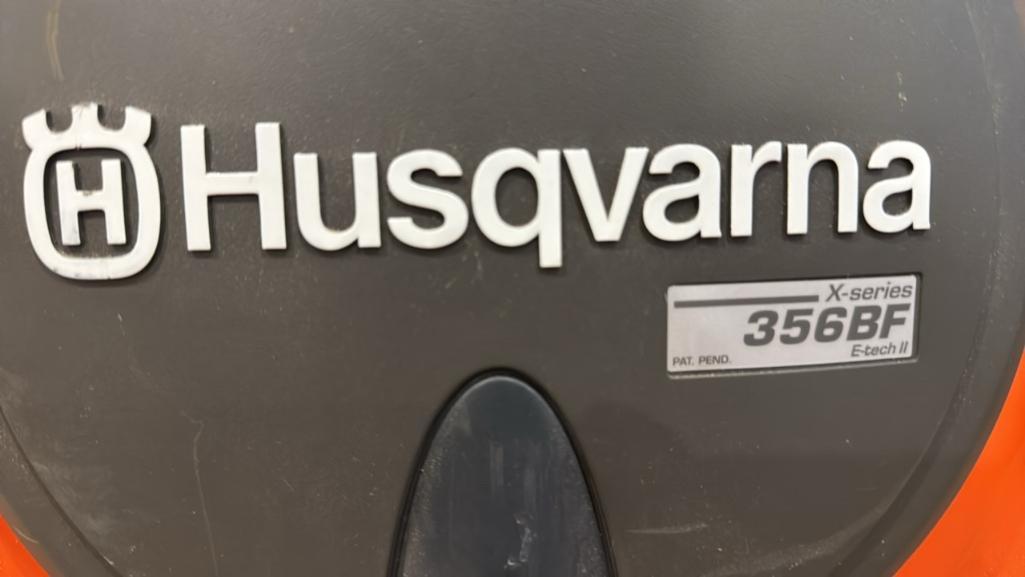 H Husqvarna
X-series
356BF
E-tech II
PAT. PEND.